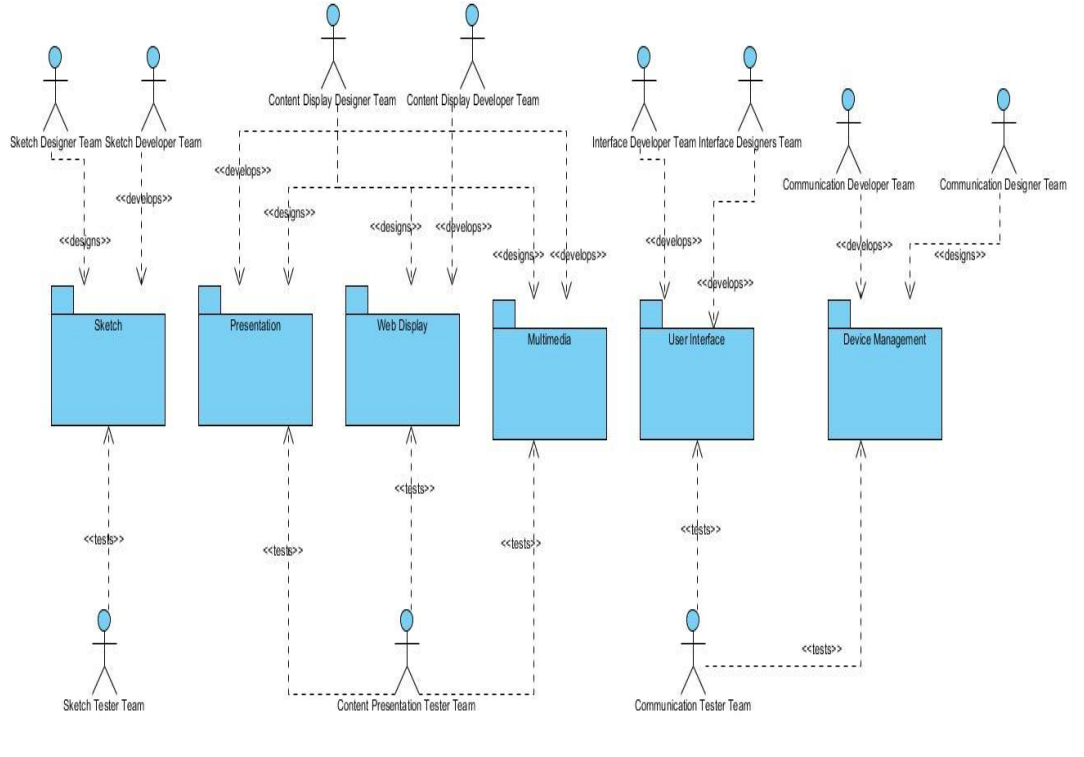 Content Display Designer Team
Content Display Developer Team
Sketch Designer Team
Sketch Developer Team
Interface Developer Team
Interface Designers Team
Communication Developer Team
Communication Designer Team
<<develops>>
<<develops>>
<<designs>>
<<designs>>
<<develops>>
<<designs>>
<<develops>>
<<develops>>
<<designs>>
<<designs>>
<<develops>>
<<develops>>
Sketch
Presentation
Web Display
Multimedia
User Interface
Device Management
<<tests>>
<<tests>>
<<tests>>
<<tests>>
<<tests>>
<<tests>>
Sketch Tester Team
Content Presentation Tester Team
Communication Tester Team